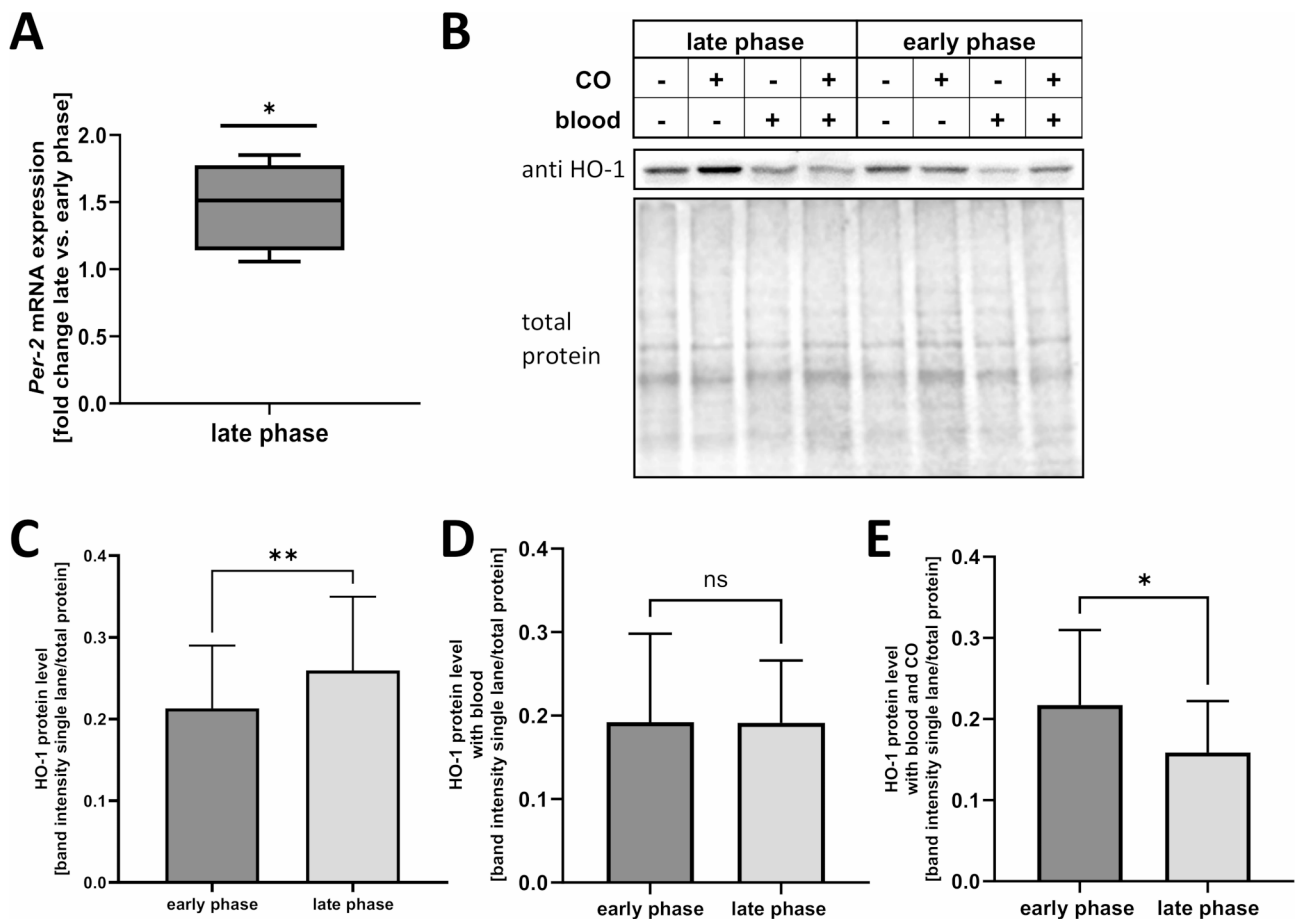 A
*
Per-2 mRNA expression
[fold change late vs. early phase]
2.0
1.5
1.0
0.5
0.0
late phase
B
late phase early phase
CO - + - + - + - +
blood - - + + - - + +
anti HO-1
total
protein
C
**
HO-1 protein level
[band intensity single lane/total protein]
0.4
0.3
0.2
0.1
0.0
early phase late phase
D
ns
HO-1 protein level
with blood
[band intensity single lane/total protein]
0.4
0.3
0.2
0.1
0.0
early phase late phase
E
*
HO-1 protein level
with blood and CO
[band intensity single lane/total protein]
0.4
0.3
0.2
0.1
0.0
early phase late phase